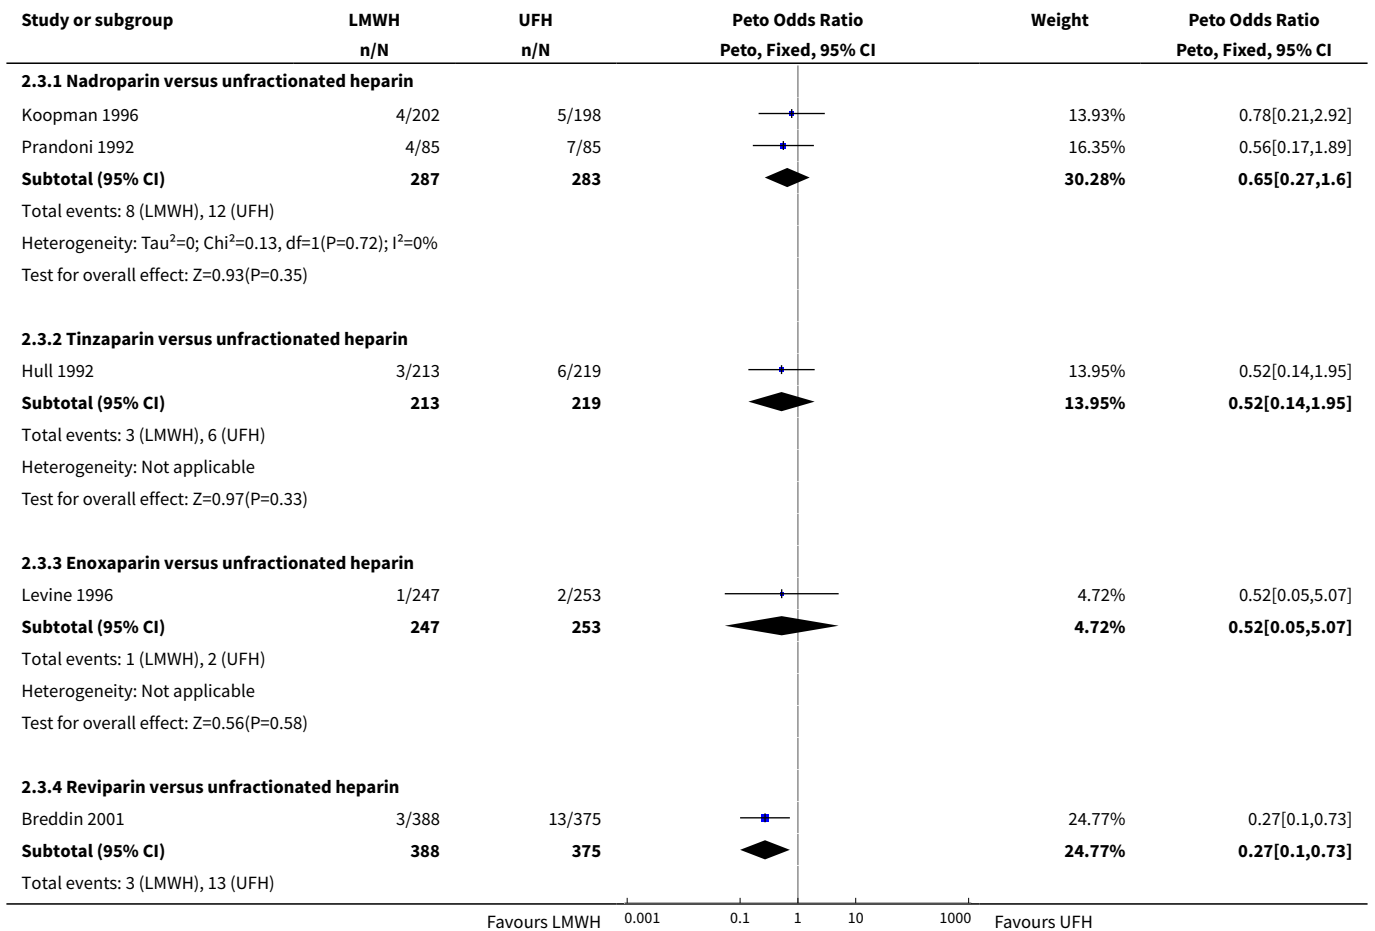 Study or subgroup LMWH UFH Peto Odds Ratio Weight Peto Odds Ratio
n/N n/N Peto, Fixed, 95% CI Peto, Fixed, 95% CI
2.3.1 Nadroparin versus unfractionated heparin
Koopman 1996 4/202 5/198 13.93% 0.78[0.21,2.92]
Prandoni 1992 4/85 7/85 16.35% 0.56[0.17,1.89]
Subtotal (95% CI) 287 283 30.28% 0.65[0.27,1.6]
Total events: 8 (LMWH), 12 (UFH)
Heterogeneity: Tau²=0; Chi²=0.13, df=1(P=0.72); I²=0%
Test for overall effect: Z=0.93(P=0.35)
2.3.2 Tinzaparin versus unfractionated heparin
Hull 1992 3/213 6/219 13.95% 0.52[0.14,1.95]
Subtotal (95% CI) 213 219 13.95% 0.52[0.14,1.95]
Total events: 3 (LMWH), 6 (UFH)
Heterogeneity: Not applicable
Test for overall effect: Z=0.97(P=0.33)
2.3.3 Enoxaparin versus unfractionated heparin
Levine 1996 1/247 2/253 4.72% 0.52[0.05,5.07]
Subtotal (95% CI) 247 253 4.72% 0.52[0.05,5.07]
Total events: 1 (LMWH), 2 (UFH)
Heterogeneity: Not applicable
Test for overall effect: Z=0.56(P=0.58)
2.3.4 Reviparin versus unfractionated heparin
Breddin 2001 3/388 13/375 24.77% 0.27[0.1,0.73]
Subtotal (95% CI) 388 375 24.77% 0.27[0.1,0.73]
Total events: 3 (LMWH), 13 (UFH)
Favours LMWH 0.001 0.1 1 10 1000 Favours UFH